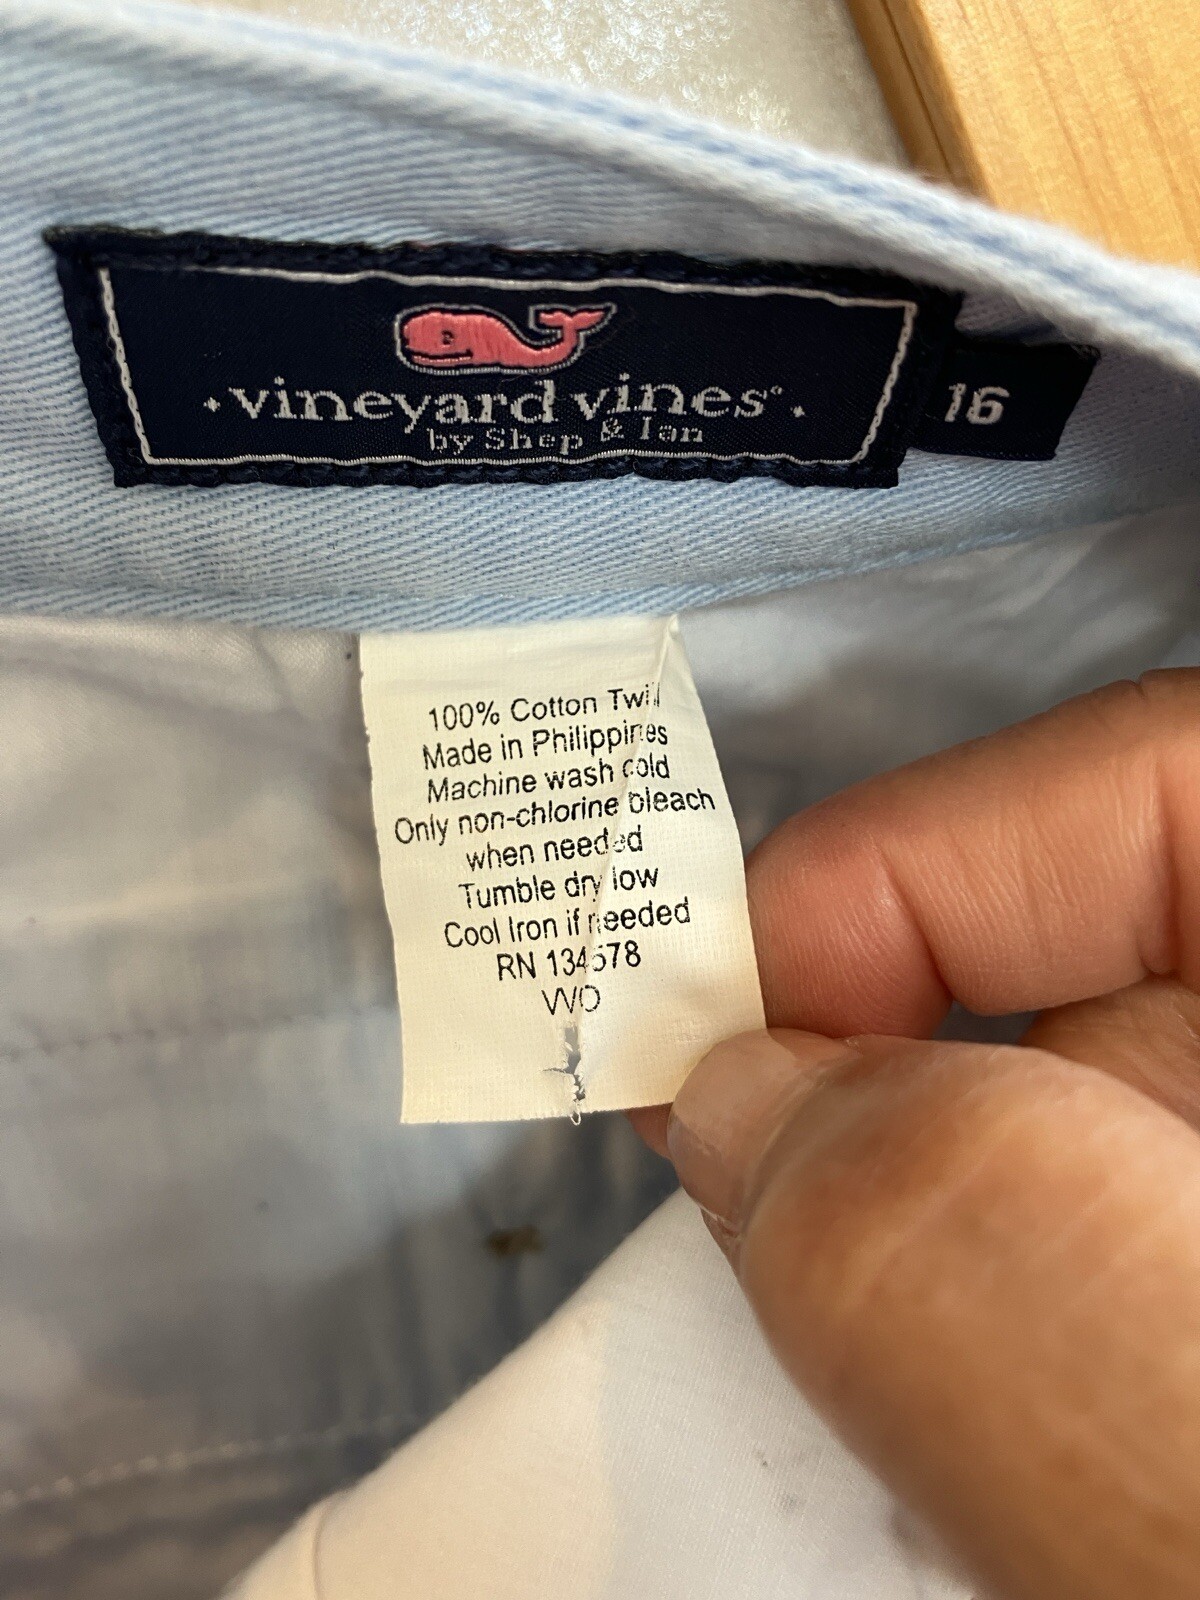 ·vineyard vines®·
by Shep & Ian
16
100% Cotton Twill
Made in Philippines
Machine wash cold
Only non-chlorine bleach
when needed
Tumble dry low
Cool Iron if needed
RN 134578
WO